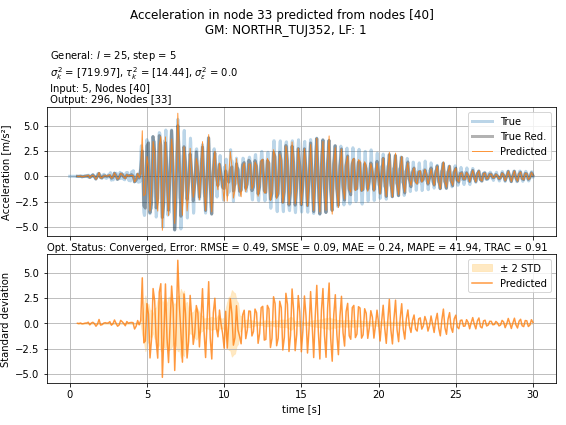 Acceleration in node 33 predicted from nodes [40]
GM: NORTHR_TUJ352, LF: 1
General: l = 25, step = 5
σ²ₖ = [719.97], τ²ₖ = [14.44], σ²ε = 0.0
Input: 5, Nodes [40]
Output: 296, Nodes [33]
Acceleration [m/s²]
5.0
2.5
0.0
−2.5
−5.0
True
True Red.
Predicted
Opt. Status: Converged, Error: RMSE = 0.49, SMSE = 0.09, MAE = 0.24, MAPE = 41.94, TRAC = 0.91
Standard deviation
5.0
2.5
0.0
−2.5
−5.0
± 2 STD
Predicted
0 5 10 15 20 25 30
time [s]